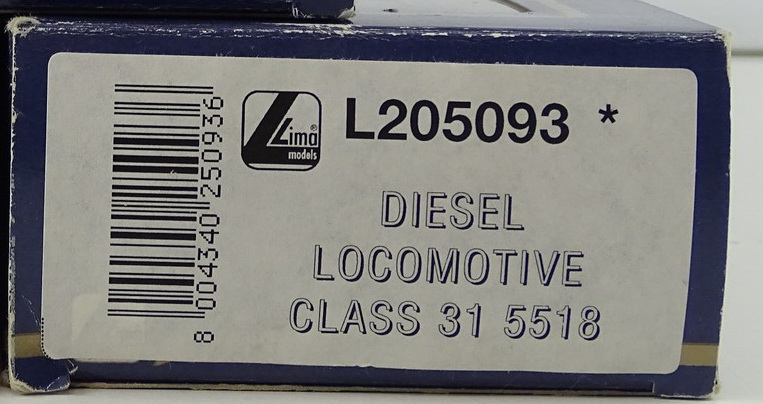 8 004340 250936
Lima®
models
L205093 *
DIESEL
LOCOMOTIVE
CLASS 31 5518